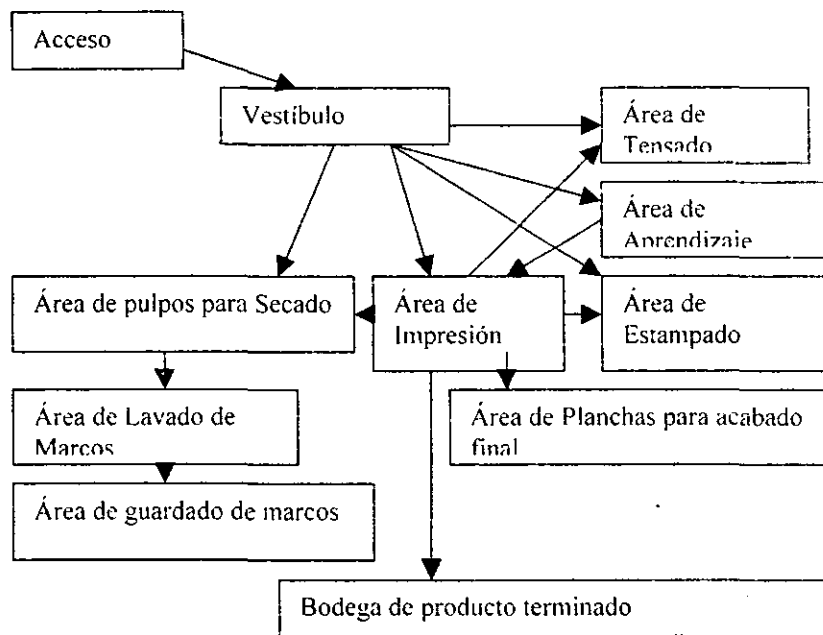 Acceso
Vestíbulo
Área de
Tensado
Área de
Aprendizaje
Área de pulpos para Secado
Área de
Impresión
Área de
Estampado
Área de Lavado de
Marcos
Área de Planchas para acabado
final
Área de guardado de marcos
Bodega de producto terminado